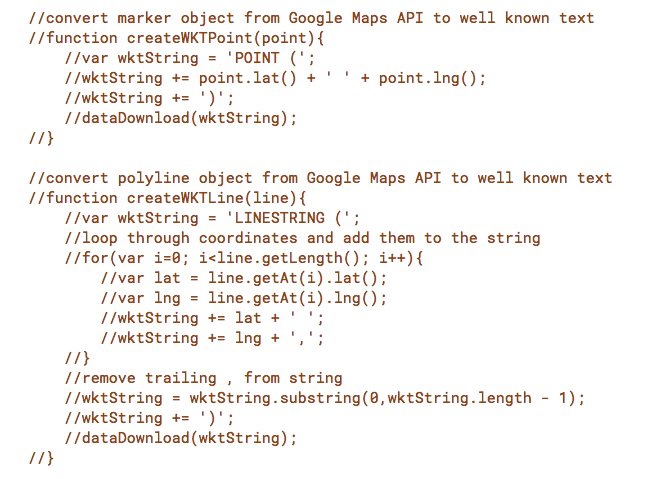 //convert marker object from Google Maps API to well known text
//function createWKTPoint(point){
//var wktString = 'POINT (';
//wktString += point.lat() + ' ' + point.lng();
//wktString += ')';
//dataDownload(wktString);
//}
//convert polyline object from Google Maps API to well known text
//function createWKTLine(line){
//var wktString = 'LINESTRING (';
//loop through coordinates and add them to the string
//for(var i=0; i<line.getLength(); i++){
//var lat = line.getAt(i).lat();
//var lng = line.getAt(i).lng();
//wktString += lat + ' ';
//wktString += lng + ',';
//}
//remove trailing , from string
//wktString = wktString.substring(0,wktString.length - 1);
//wktString += ')';
//dataDownload(wktString);
//}